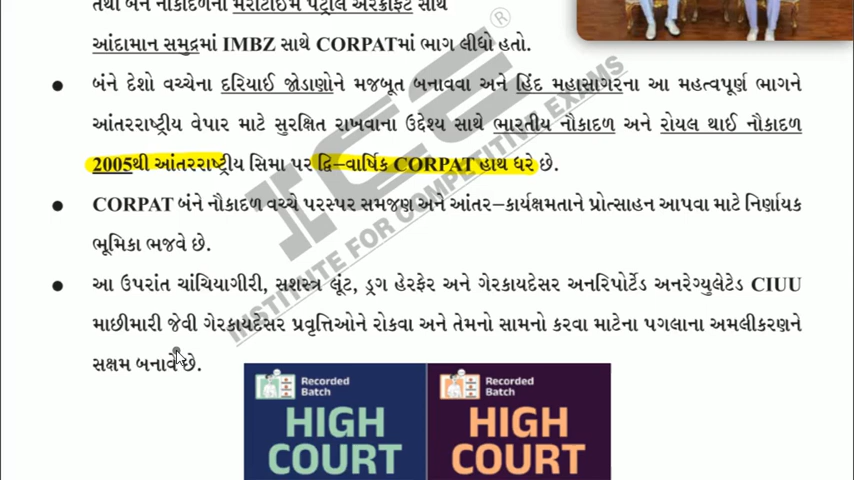 તથા બંને નૌકાદળના મેરીટાઈમ પેટ્રોલ એરક્રાફ્ટ સાથે
આંદામાન સમુદ્રમાં IMBZ સાથે CORPATમાં ભાગ લીધો હતો.
● બંને દેશો વચ્ચેના દરિયાઈ જોડાણોને મજબૂત બનાવવા અને હિંદ મહાસાગરના આ મહત્વપૂર્ણ ભાગને
આંતરરાષ્ટ્રીય વેપાર માટે સુરક્ષિત રાખવાના ઉદ્દેશ્ય સાથે ભારતીય નૌકાદળ અને રોયલ થાઈ નૌકાદળ
2005થી આંતરરાષ્ટ્રીય સિમા પર દ્વિ–વાર્ષિક CORPAT હાથ ધરે છે.
● CORPAT બંને નૌકાદળ વચ્ચે પરસ્પર સમજણ અને આંતર–કાર્યક્ષમતાને પ્રોત્સાહન આપવા માટે નિર્ણાયક
ભૂમિકા ભજવે છે.
● આ ઉપરાંત ચાંચિયાગીરી, સશસ્ત્ર લૂંટ, ડ્રગ હેરફેર અને ગેરકાયદેસર અનરિપોર્ટેડ અનરેગ્યુલેટેડ CIUU
માછીમારી જેવી ગેરકાયદેસર પ્રવૃત્તિઓને રોકવા અને તેમનો સામનો કરવા માટેના પગલાના અમલીકરણને
સક્ષમ બનાવે છે.
ICE ®
INSTITUTE FOR COMPETITIVE EXAMS
Recorded
Batch
HIGH
COURT
Recorded
Batch
HIGH
COURT